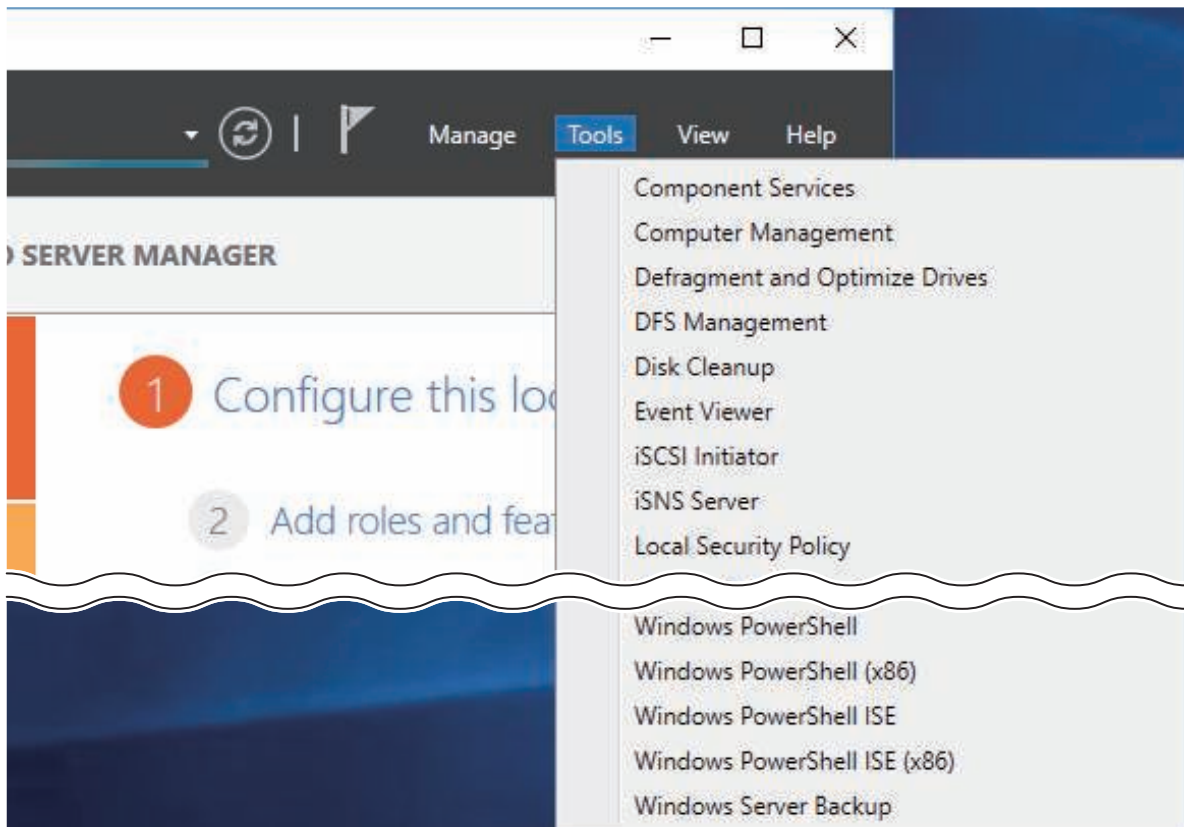 Manage Tools View Help
SERVER MANAGER
1 Configure this
2 Add roles and
Component Services
Computer Management
Defragment and Optimize Drives
DFS Management
Disk Cleanup
Event Viewer
iSCSI Initiator
iSNS Server
Local Security Policy
Windows PowerShell
Windows PowerShell (x86)
Windows PowerShell ISE
Windows PowerShell ISE (x86)
Windows Server Backup